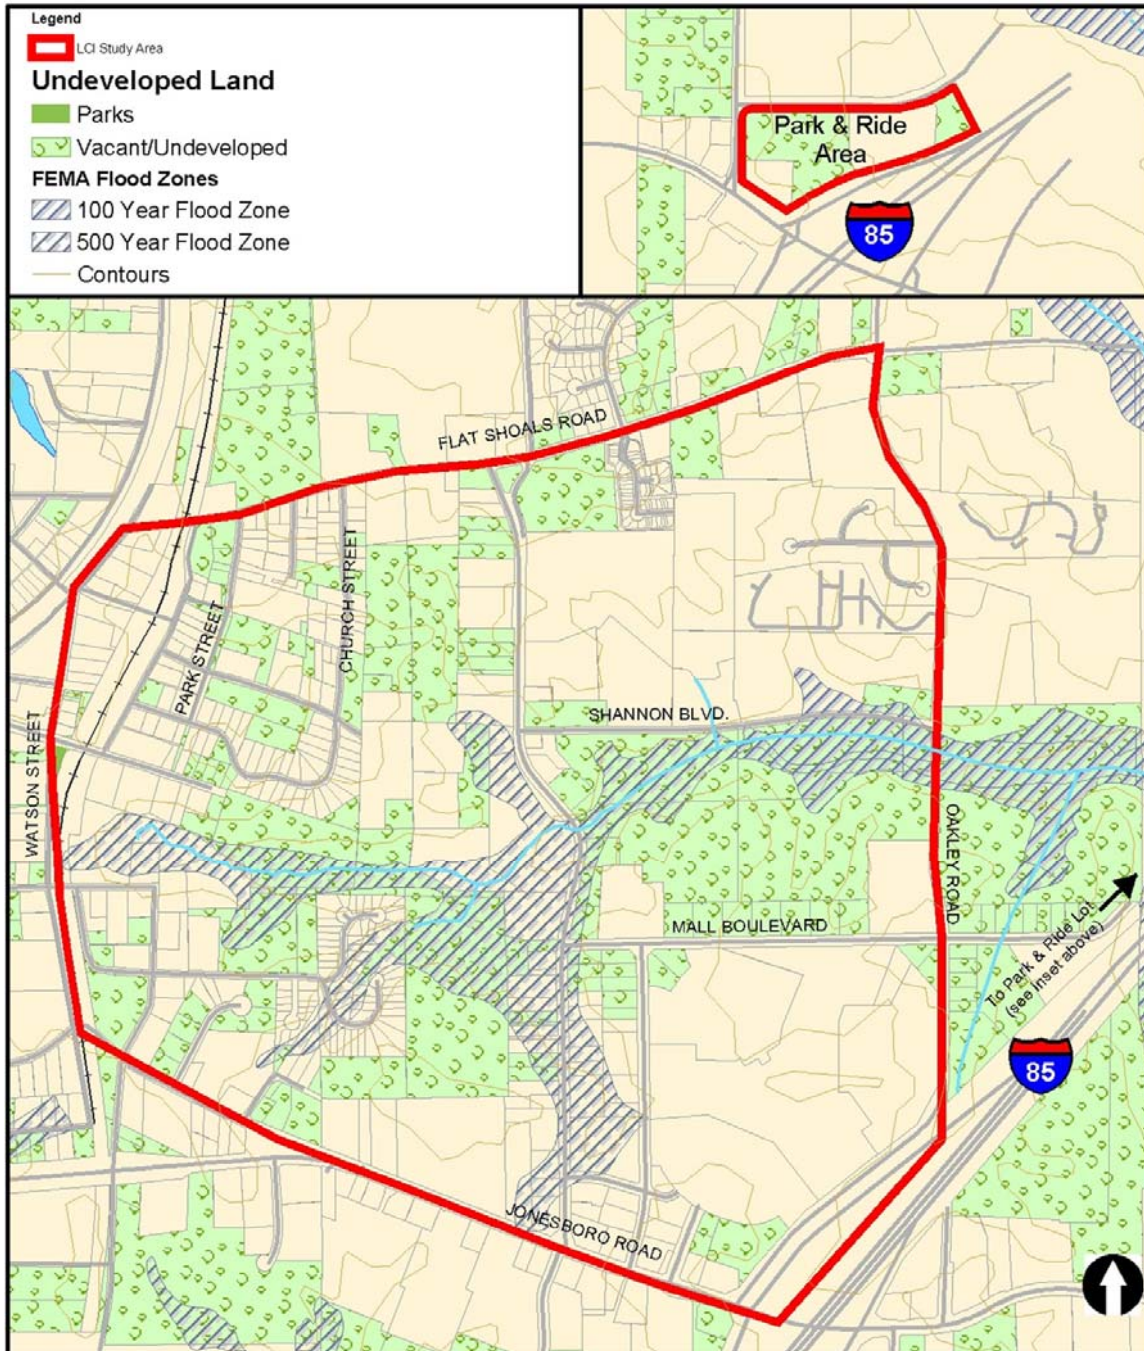 Legend
LCI Study Area
Undeveloped Land
Parks
Vacant/Undeveloped
FEMA Flood Zones
100 Year Flood Zone
500 Year Flood Zone
Contours
Park & Ride
Area
85
FLAT SHOALS ROAD
CHURCH STREET
PARK STREET
WATSON STREET
SHANNON BLVD.
OAKLEY ROAD
MALL BOULEVARD
To Park & Ride Lot
(see Inset above)
85
JONESBORO ROAD